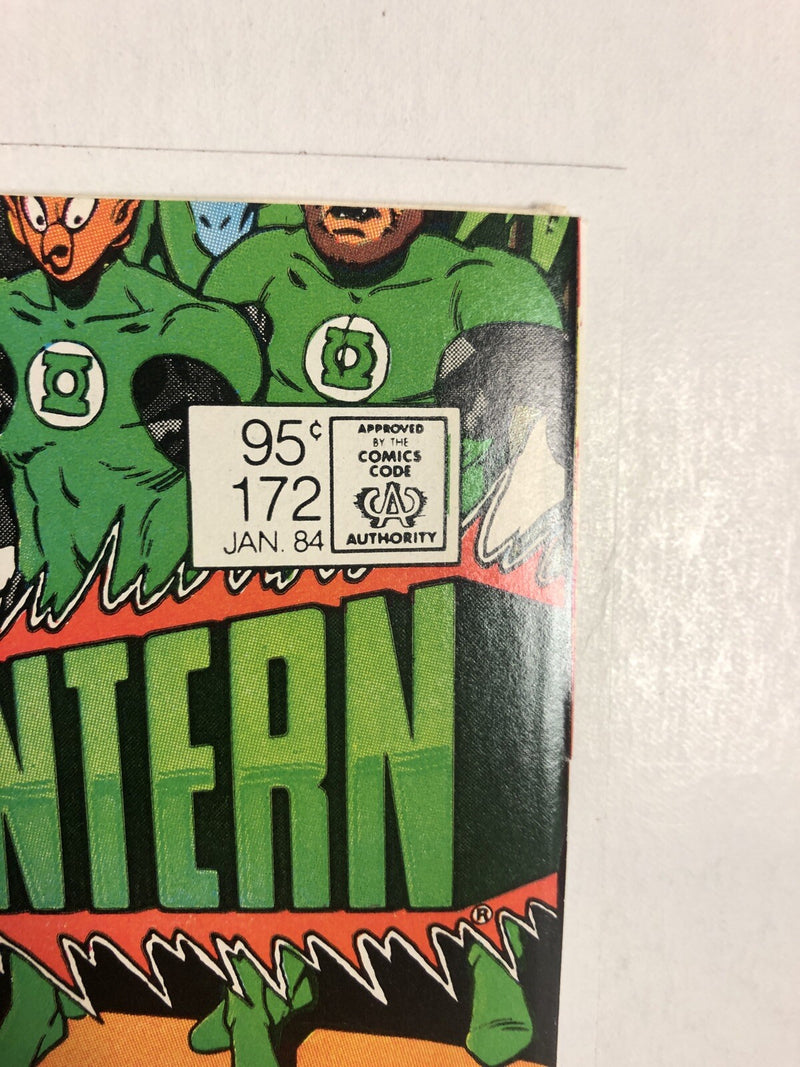 95¢
172
JAN. 84
APPROVED
BY THE
COMICS
CODE
CA
AUTHORITY
NTERN
®